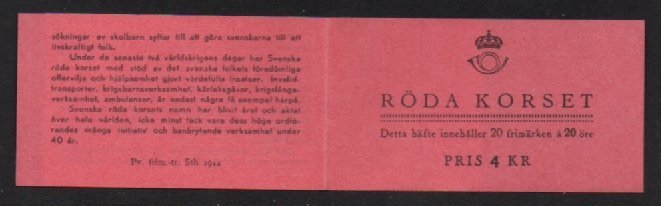 sökningar av skolbarn syftar till att göra svenskarna till ett
livskraftigt folk.
Under de senaste två världskrigens dagar har Svenska
röda korset med stöd av det svenska folkets föredömliga
offervilja och hjälpsamhet gjort värdefulla insatser. Invalid-
transporter, krigsbarnsverksamhet, kärleksgåvor, krigsfånge-
verksamhet, ambulanser, är endast några få exempel härpå.
Svenska röda korsets namn har blivit ärat och aktat
över hela världen, icke minst tack vare dess höge ordfö-
randes många initiativ och banbrytande verksamhet under
40 år.
Pv. frim.-tr. Sth 1944
RÖDA KORSET
Detta häfte innehåller 20 frimärken à 20 öre
PRIS 4 KR